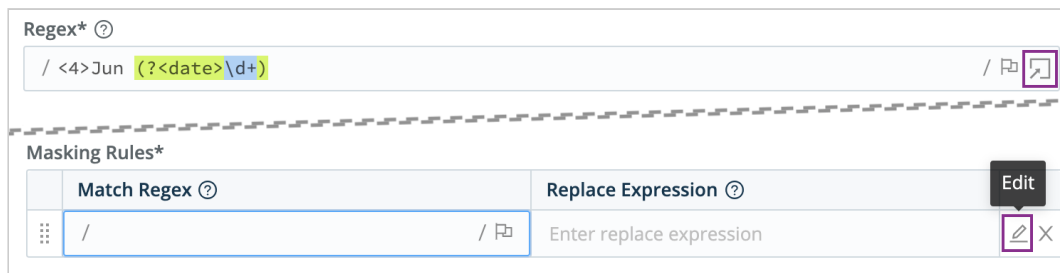 Regex* ?
/ <4>Jun (?<date>\d+) /
Masking Rules*
Match Regex ? Replace Expression ? Edit
/ / Enter replace expression X